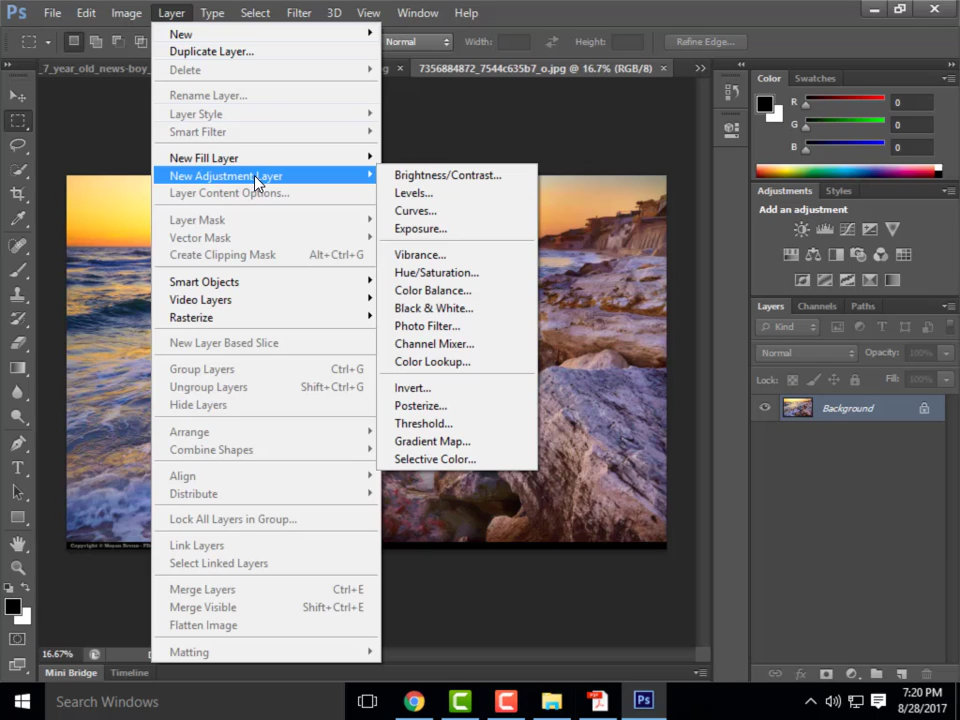 Ps File Edit Image Layer Type Select Filter 3D View Window Help
Normal Width: Height: Refine Edge...
_7_year_old_news-boy_ g × 7356884872_7544c635b7_o.jpg @ 16.7% (RGB/8) ×
New
Duplicate Layer...
Delete
Rename Layer...
Layer Style
Smart Filter
New Fill Layer
New Adjustment Layer
Layer Content Options...
Layer Mask
Vector Mask
Create Clipping Mask Alt+Ctrl+G
Smart Objects
Video Layers
Rasterize
New Layer Based Slice
Group Layers Ctrl+G
Ungroup Layers Shift+Ctrl+G
Hide Layers
Arrange
Combine Shapes
Align
Distribute
Lock All Layers in Group...
Link Layers
Select Linked Layers
Merge Layers Ctrl+E
Merge Visible Shift+Ctrl+E
Flatten Image
Matting
Brightness/Contrast...
Levels...
Curves...
Exposure...
Vibrance...
Hue/Saturation...
Color Balance...
Black & White...
Photo Filter...
Channel Mixer...
Color Lookup...
Invert...
Posterize...
Threshold...
Gradient Map...
Selective Color...
Color Swatches
R 0
G 0
B 0
Adjustments Styles
Add an adjustment
Layers Channels Paths
Kind
Normal Opacity: 100%
Lock: Fill: 100%
Background
16.67%
Mini Bridge Timeline
Search Windows
Ps
7:20 PM
8/28/2017